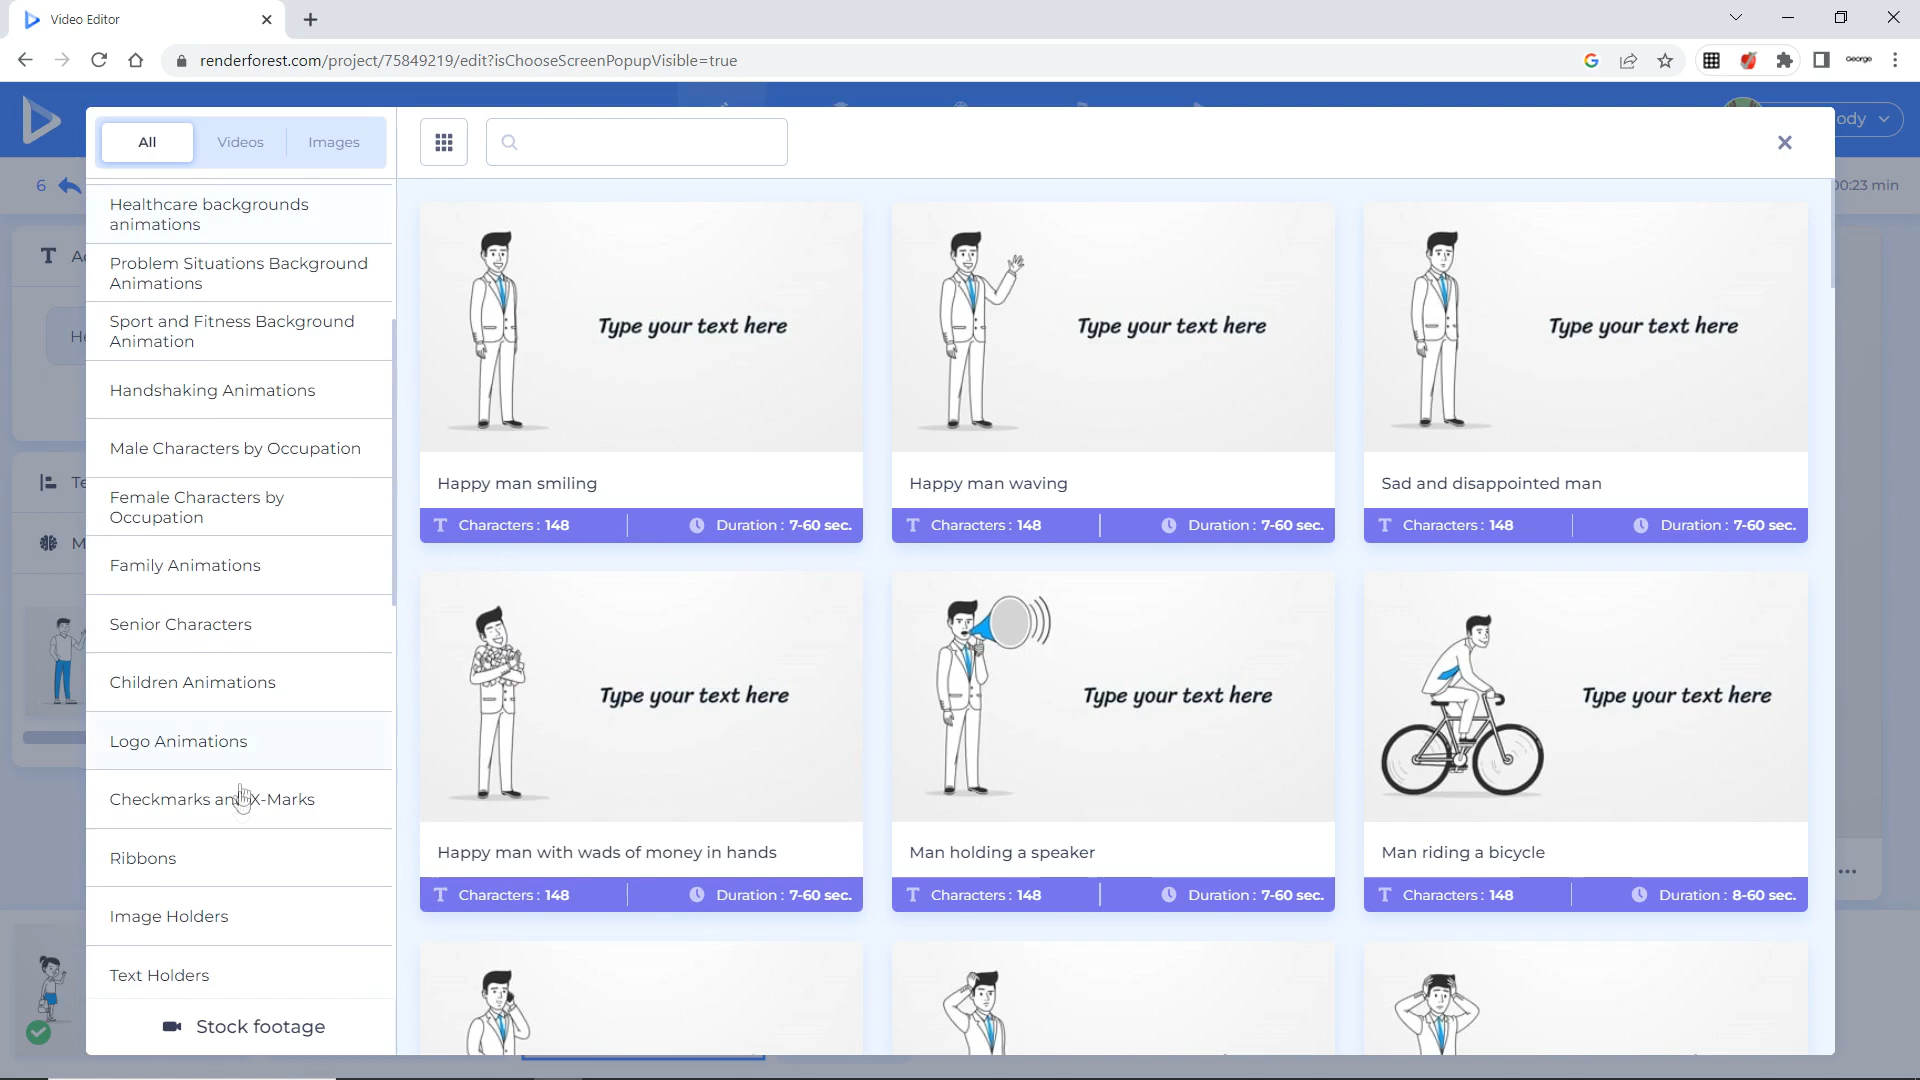 Video Editor
renderforest.com/project/75849219/edit?isChooseScreenPopupVisible=true
George
All
Videos
Images
ody
6
00:23 min
Healthcare backgrounds
animations
Problem Situations Background
Animations
Sport and Fitness Background
Animation
Handshaking Animations
Male Characters by Occupation
Female Characters by
Occupation
Family Animations
Senior Characters
Children Animations
Logo Animations
Checkmarks and X-Marks
Ribbons
Image Holders
Text Holders
Stock footage
Type your text here
Type your text here
Type your text here
Happy man smiling
Happy man waving
Sad and disappointed man
Characters : 148
Duration : 7-60 sec.
Characters : 148
Duration : 7-60 sec.
Characters : 148
Duration : 7-60 sec.
Type your text here
Type your text here
Type your text here
Happy man with wads of money in hands
Man holding a speaker
Man riding a bicycle
Characters : 148
Duration : 7-60 sec.
Characters : 148
Duration : 7-60 sec.
Characters : 148
Duration : 8-60 sec.